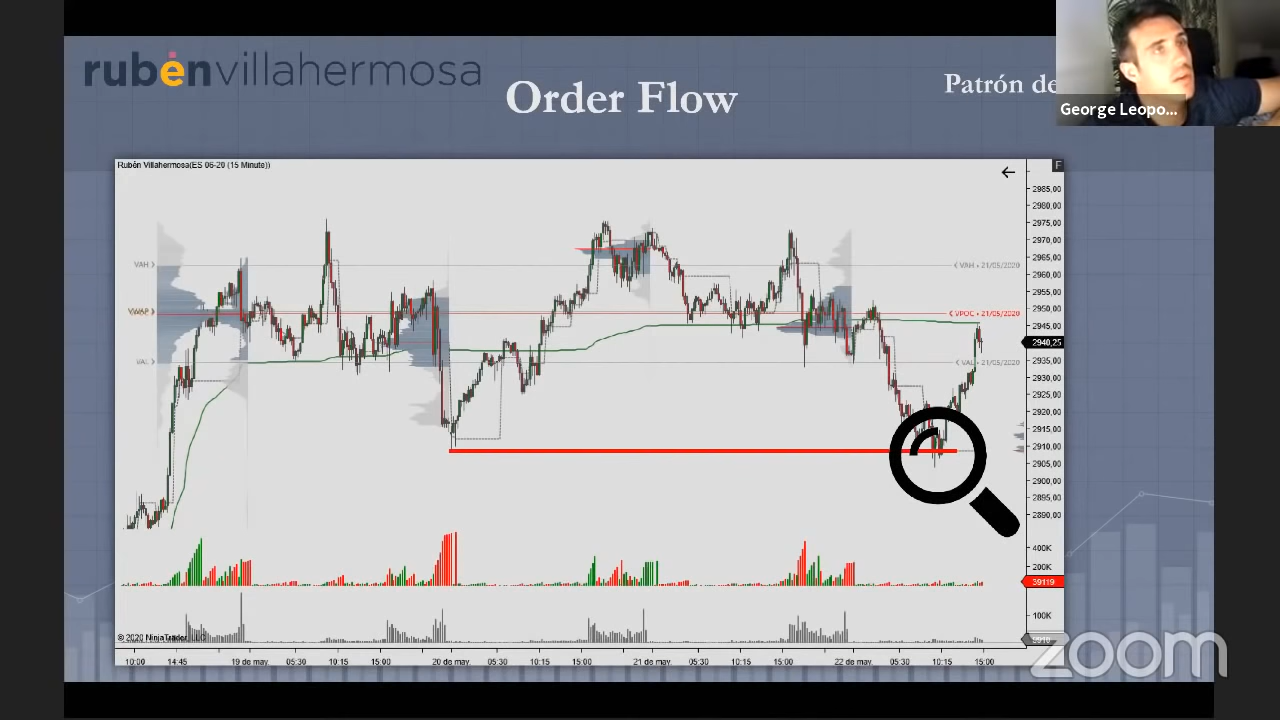 rubénvillahermosa
Order Flow
Patrón de
George Leopo...
Rubén Villahermosa(ES 06-20 (15 Minute))
F
2985,00
2980,00
2975,00
2970,00
2965,00
2960,00
2955,00
2950,00
2945,00
2940,25
2935,00
2930,00
2925,00
2920,00
2915,00
2910,00
2905,00
2900,00
2895,00
2890,00
VAH
VAH • 21/05/2020
VPOC • 21/05/2020
VAL
VAL • 21/05/2020
400K
200K
39119
100K
© 2020 NinjaTrader, LLC
zoom
10:00 14:45 19 de may. 05:30 10:15 15:00 20 de may. 05:30 10:15 15:00 21 de may. 05:30 10:15 15:00 22 de may. 05:30 10:15 15:00